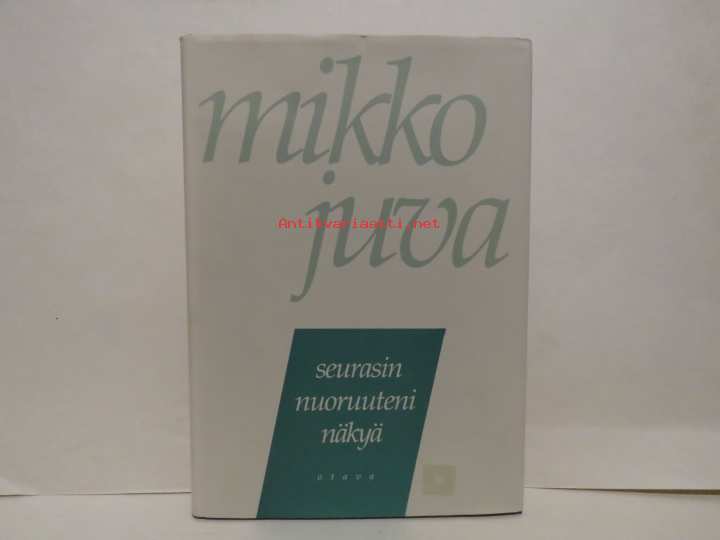 mikko
juva
Antikvariaatti.net
seurasin
nuoruuteni
näkyä
otava